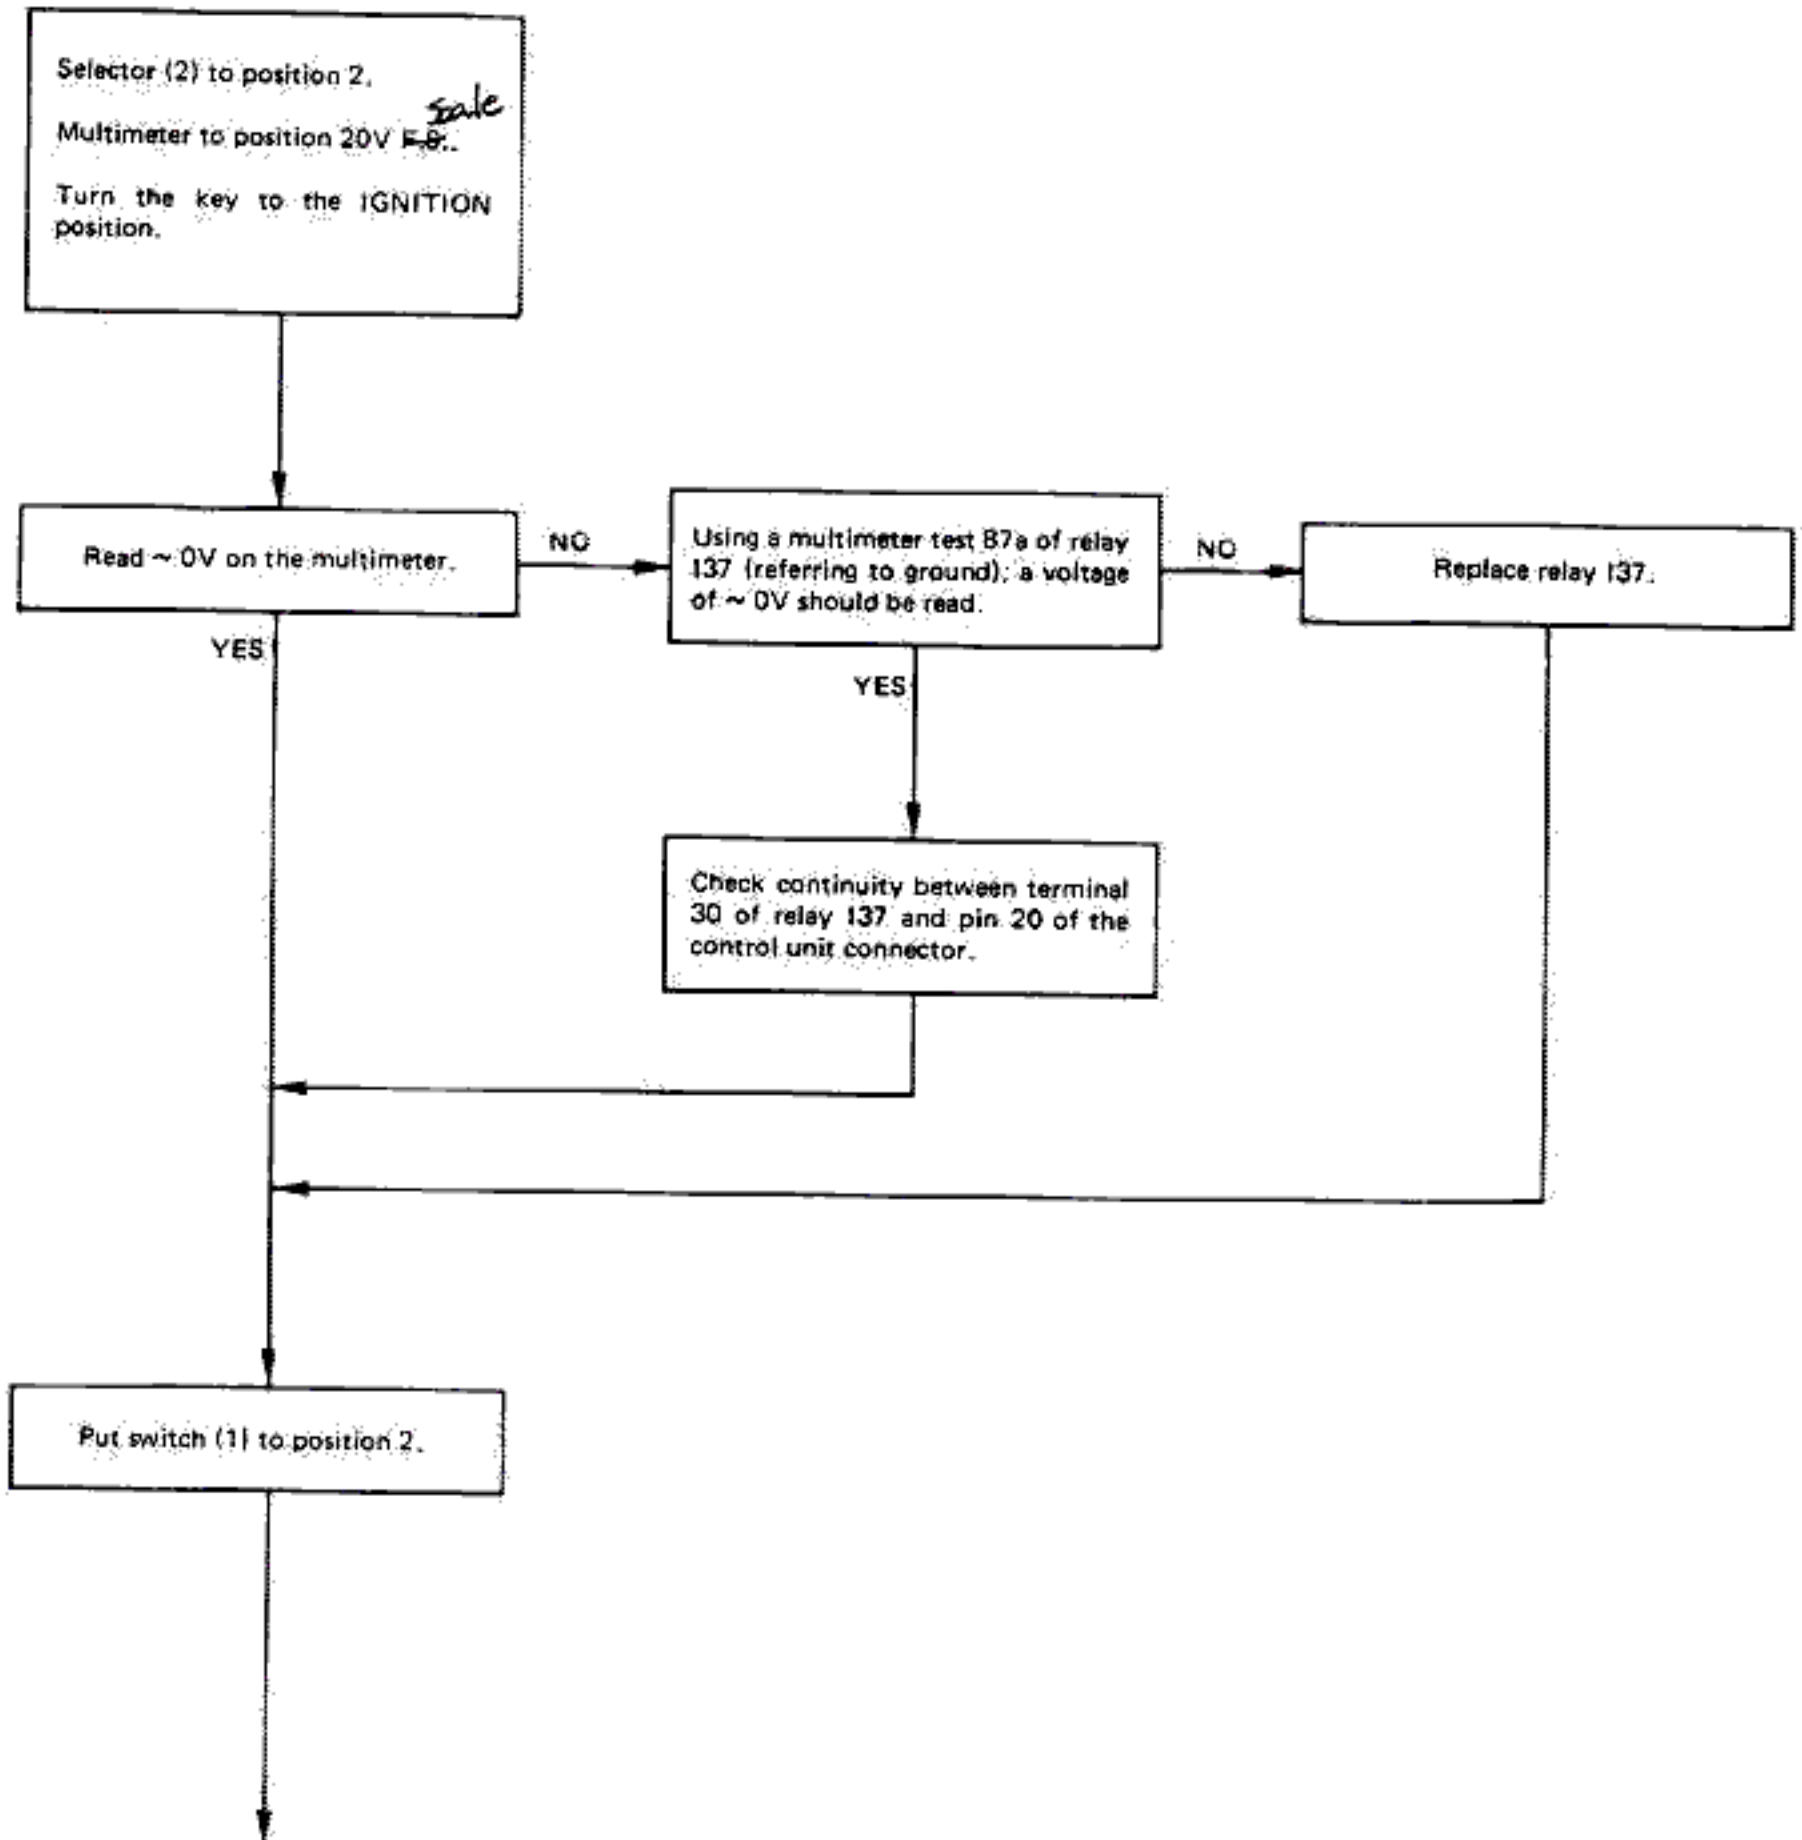 Selector (2) to position 2.
sale
Multimeter to position 20V F.S..
Turn the key to the IGNITION
position.
Read ~ 0V on the multimeter.
NO
Using a multimeter test 87a of relay
137 (referring to ground); a voltage
of ~ 0V should be read.
NO
Replace relay 137.
YES
YES
Check continuity between terminal
30 of relay 137 and pin 20 of the
control unit connector.
Put switch (1) to position 2.